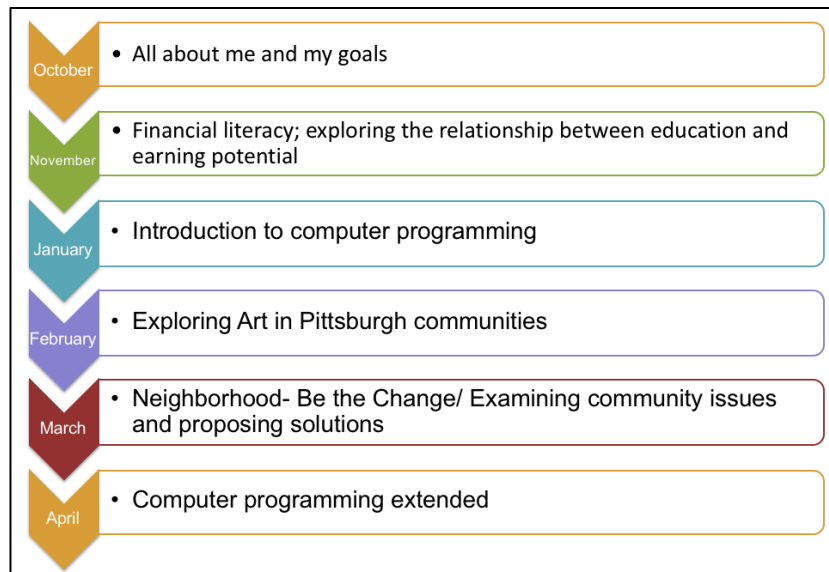 October
• All about me and my goals
November
• Financial literacy; exploring the relationship between education and
earning potential
January
• Introduction to computer programming
February
• Exploring Art in Pittsburgh communities
March
• Neighborhood- Be the Change/ Examining community issues
and proposing solutions
April
• Computer programming extended